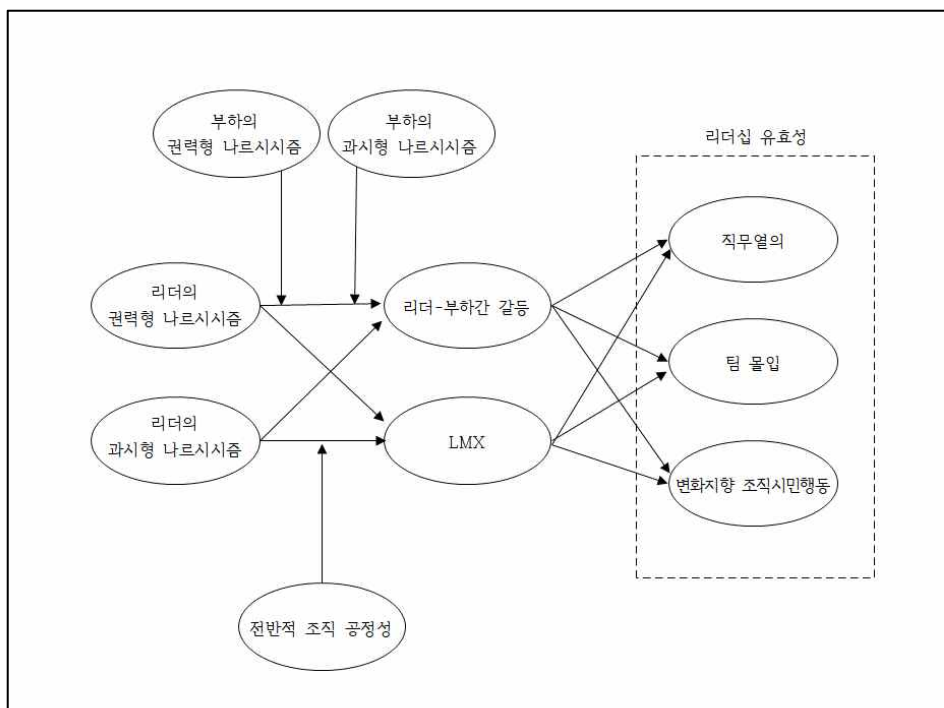 부하의
권력형 나르시시즘
부하의
과시형 나르시시즘
리더십 유효성
직무열의
리더의
권력형 나르시시즘
리더-부하간 갈등
팀 몰입
리더의
과시형 나르시시즘
LMX
변화지향 조직시민행동
전반적 조직 공정성